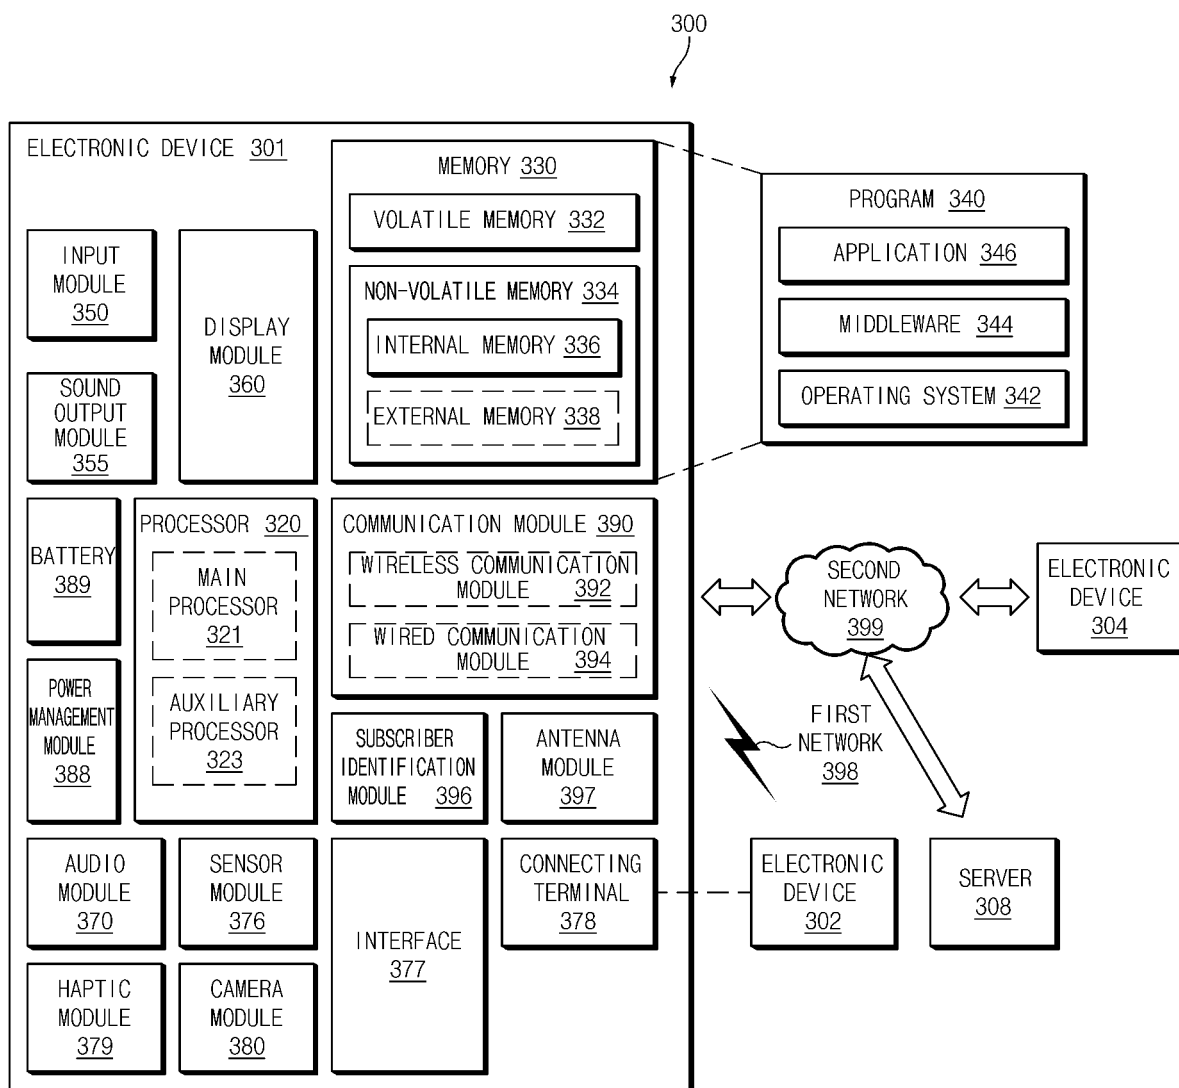 300
ELECTRONIC DEVICE 301
MEMORY 330
VOLATILE MEMORY 332
NON-VOLATILE MEMORY 334
INTERNAL MEMORY 336
EXTERNAL MEMORY 338
PROGRAM 340
APPLICATION 346
MIDDLEWARE 344
OPERATING SYSTEM 342
INPUT
MODULE
350
DISPLAY
MODULE
360
SOUND
OUTPUT
MODULE
355
BATTERY
389
PROCESSOR 320
MAIN
PROCESSOR
321
AUXILIARY
PROCESSOR
323
COMMUNICATION MODULE 390
WIRELESS COMMUNICATION
MODULE 392
WIRED COMMUNICATION
MODULE 394
SECOND
NETWORK
399
ELECTRONIC
DEVICE
304
POWER
MANAGEMENT
MODULE
388
SUBSCRIBER
IDENTIFICATION
MODULE 396
ANTENNA
MODULE
397
FIRST
NETWORK
398
AUDIO
MODULE
370
SENSOR
MODULE
376
INTERFACE
377
CONNECTING
TERMINAL
378
ELECTRONIC
DEVICE
302
SERVER
308
HAPTIC
MODULE
379
CAMERA
MODULE
380